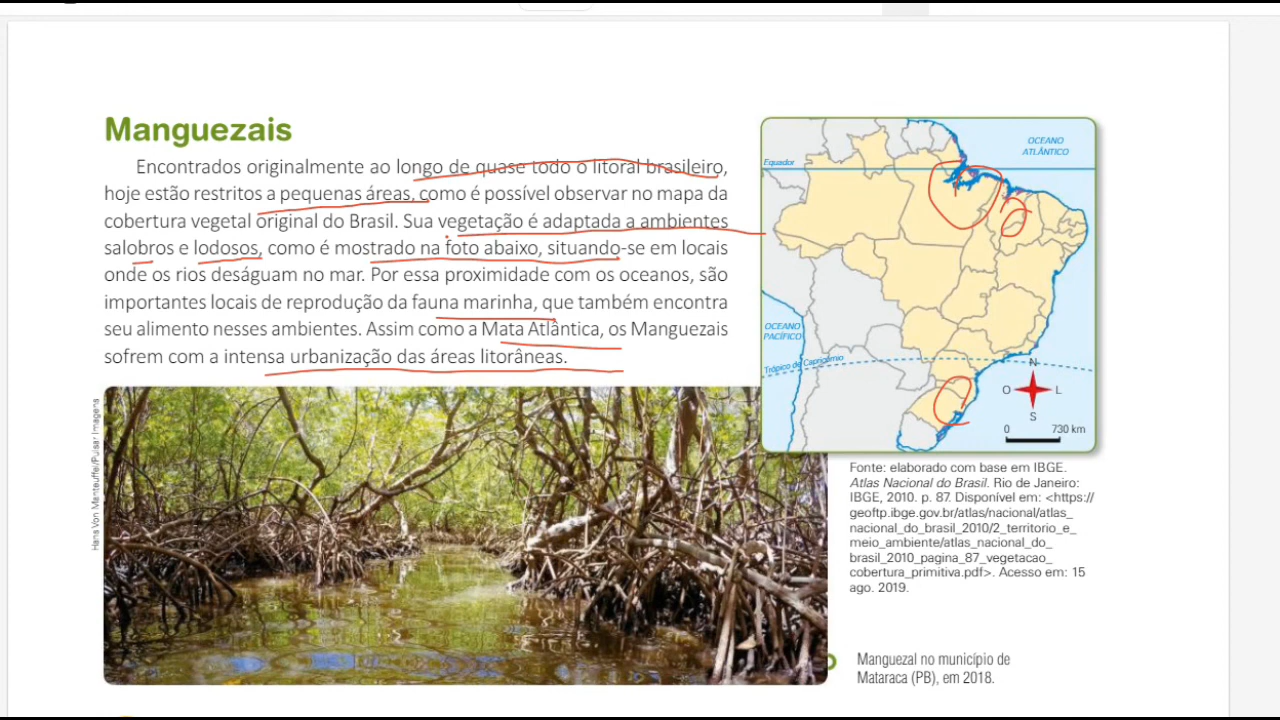 Manguezais
Encontrados originalmente ao longo de quase todo o litoral brasileiro,
hoje estão restritos a pequenas áreas, como é possível observar no mapa da
cobertura vegetal original do Brasil. Sua vegetação é adaptada a ambientes
salobros e lodosos, como é mostrado na foto abaixo, situando-se em locais
onde os rios deságuam no mar. Por essa proximidade com os oceanos, são
importantes locais de reprodução da fauna marinha, que também encontra
seu alimento nesses ambientes. Assim como a Mata Atlântica, os Manguezais
sofrem com a intensa urbanização das áreas litorâneas.
OCEANO
ATLÂNTICO
Equador
OCEANO
PACÍFICO
Trópico de Capricórnio
N
O
L
S
0 730 km
Hans Von Manteuffel/Pulsar Imagens
Fonte: elaborado com base em IBGE.
Atlas Nacional do Brasil. Rio de Janeiro:
IBGE, 2010. p. 87. Disponível em: <https://
geoftp.ibge.gov.br/atlas/nacional/atlas_
nacional_do_brasil_2010/2_territorio_e_
meio_ambiente/atlas_nacional_do_
brasil_2010_pagina_87_vegetacao_
cobertura_primitiva.pdf>. Acesso em: 15
ago. 2019.
Manguezal no município de
Mataraca (PB), em 2018.